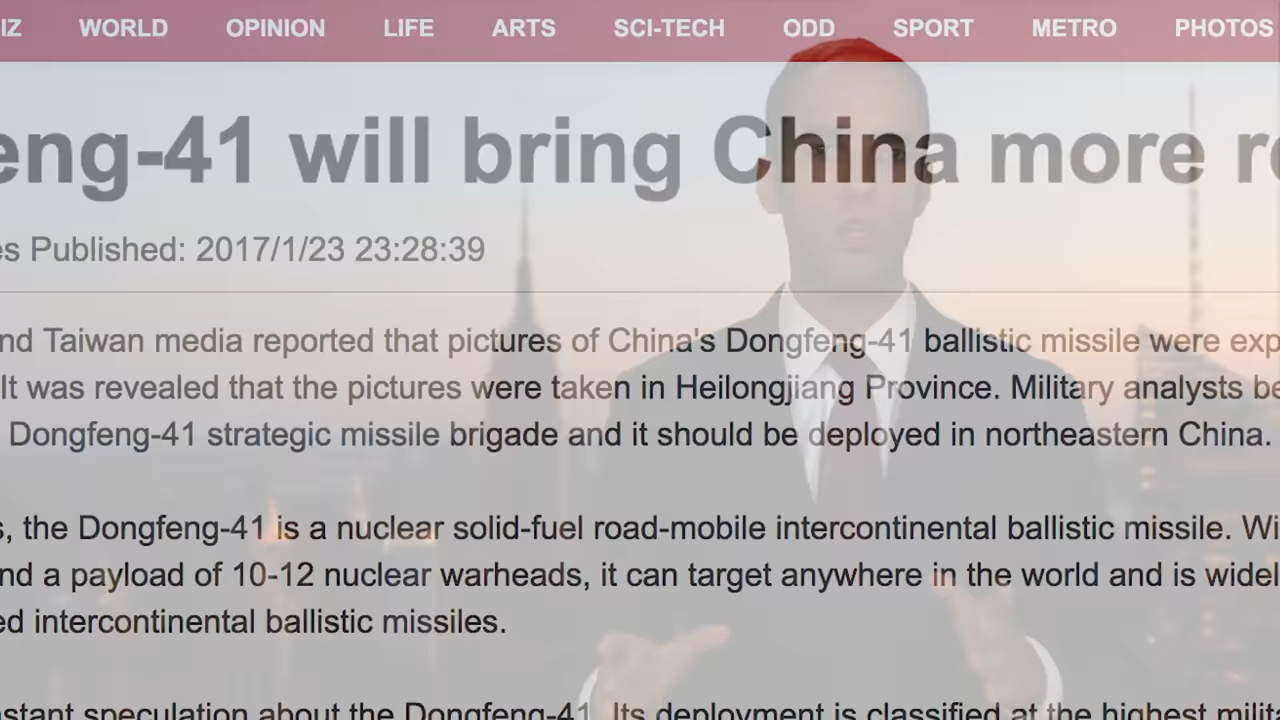 IZ WORLD OPINION LIFE ARTS SCI-TECH ODD SPORT METRO PHOTOS
eng-41 will bring China more re
es Published: 2017/1/23 23:28:39
nd Taiwan media reported that pictures of China's Dongfeng-41 ballistic missile were exp
It was revealed that the pictures were taken in Heilongjiang Province. Military analysts be
Dongfeng-41 strategic missile brigade and it should be deployed in northeastern China.
s, the Dongfeng-41 is a nuclear solid-fuel road-mobile intercontinental ballistic missile. Wi
nd a payload of 10-12 nuclear warheads, it can target anywhere in the world and is widel
ed intercontinental ballistic missiles.
stant speculation about the Dongfeng-41. Its deployment is classified at the highest milit